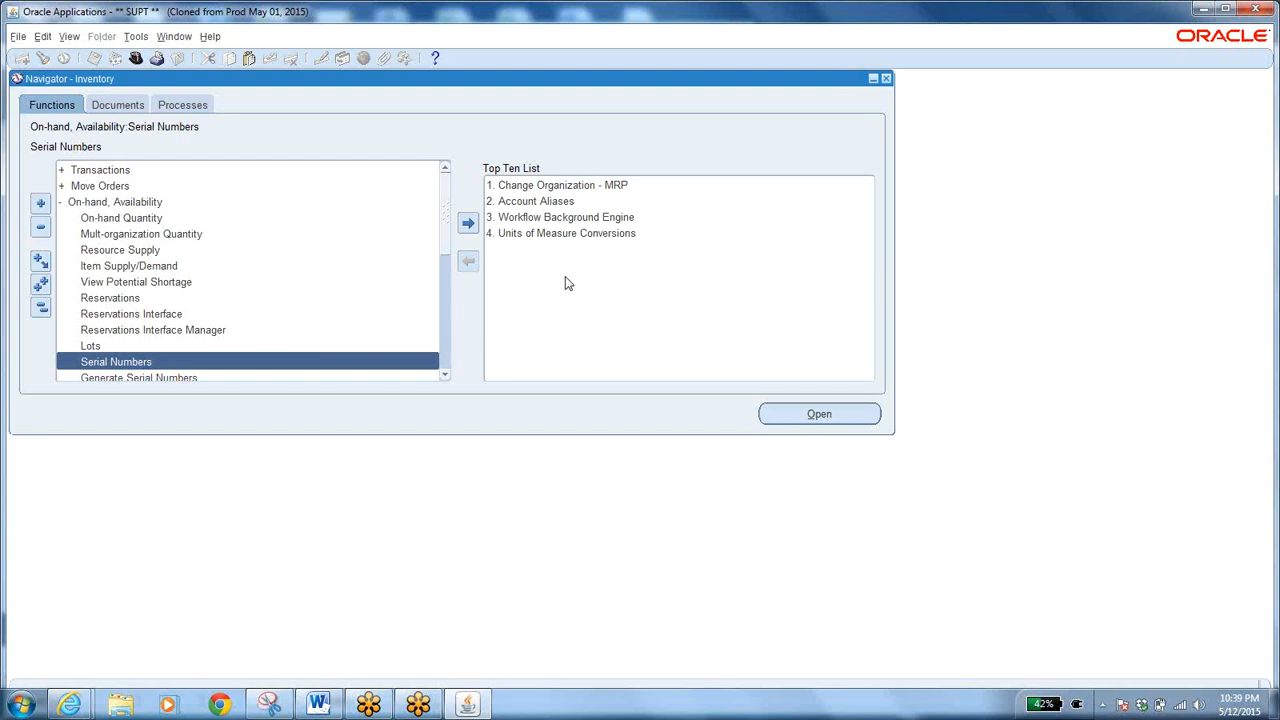 Oracle Applications - ** SUPT ** (Cloned from Prod May 01, 2015)
File Edit View Folder Tools Window Help
ORACLE
?
Navigator - Inventory
Functions Documents Processes
On-hand, Availability:Serial Numbers
Serial Numbers
+ Transactions
+ Move Orders
- On-hand, Availability
On-hand Quantity
Mult-organization Quantity
Resource Supply
Item Supply/Demand
View Potential Shortage
Reservations
Reservations Interface
Reservations Interface Manager
Lots
Serial Numbers
Generate Serial Numbers
Top Ten List
1. Change Organization - MRP
2. Account Aliases
3. Workflow Background Engine
4. Units of Measure Conversions
Open
42%
10:39 PM
5/12/2015